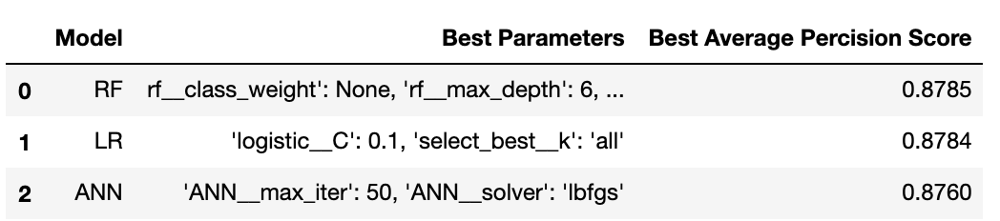 Model Best Parameters Best Average Percision Score
0 RF rf__class_weight': None, 'rf__max_depth': 6, ... 0.8785
1 LR 'logistic__C': 0.1, 'select_best__k': 'all' 0.8784
2 ANN 'ANN__max_iter': 50, 'ANN__solver': 'lbfgs' 0.8760